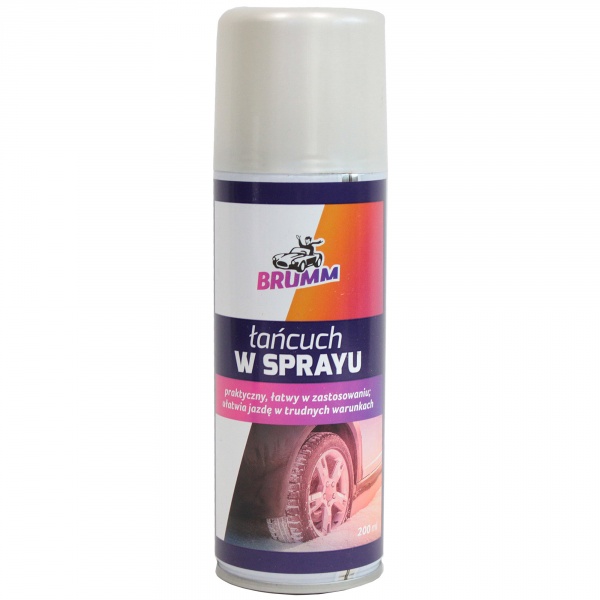 BRUMM
łańcuch
W SPRAYU
praktyczny, łatwy w zastosowaniu;
ułatwia jazdę w trudnych warunkach
200 ml